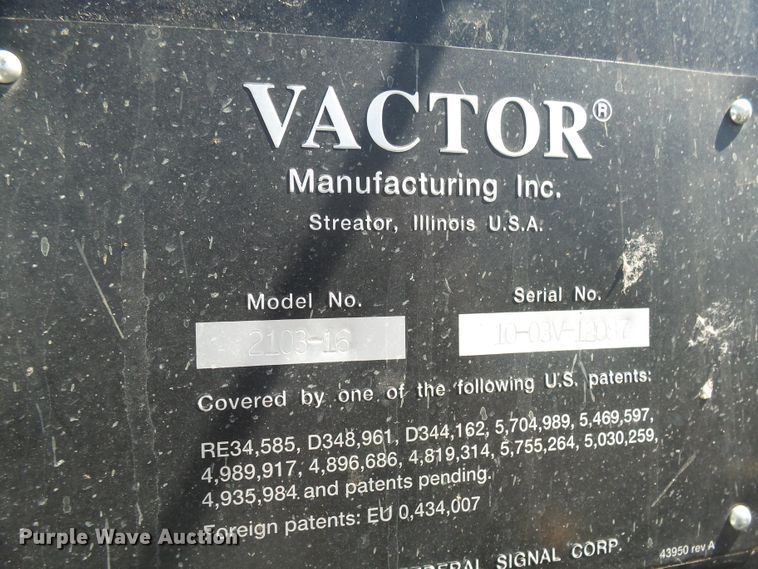 VACTOR®
Manufacturing Inc.
Streator, Illinois U.S.A.
Model No. Serial No.
2103-16
Covered by one of the following U.S. patents:
RE34,585, D348,961, D344,162, 5,704,989, 5,469,597,
4,989,917, 4,896,686, 4,819,314, 5,755,264, 5,030,259,
4,935,984 and patents pending.
Foreign patents: EU 0,434,007
FEDERAL SIGNAL CORP.
43950 rev A
Purple Wave Auction